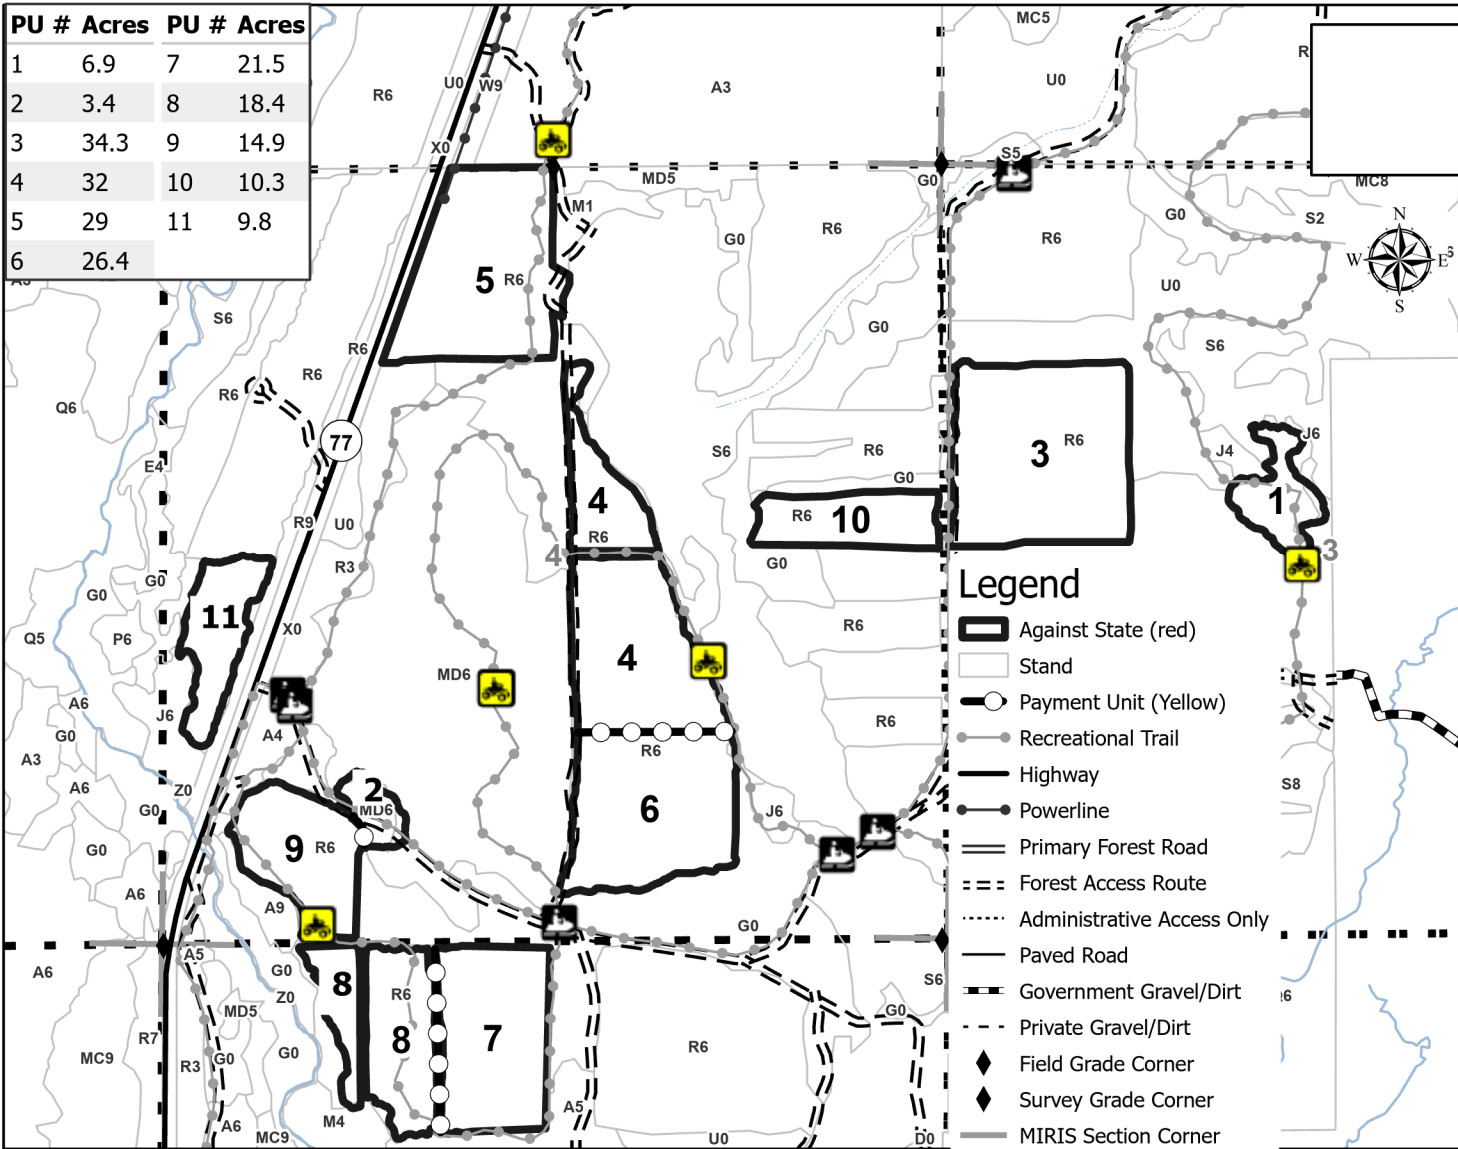 PU # Acres PU # Acres
1 6.9 7 21.5
2 3.4 8 18.4
3 34.3 9 14.9
4 32 10 10.3
5 29 11 9.8
6 26.4
MC5
R6 U0 W9 A3 U0
X0 S5
MD5 G0 MC8
M1 G0 S2
G0 R6 R6
N
W E
S
5 R6
U0
S6 G0
R6 S6
R6
R6
Q6
77
J6
3 R6
S6 R6 J4
E4 G0
4 1
R9 U0 R6 10
R6
4 3
R3 G0
G0
G0
11
Q5 P6 X0 R6
4
MD6
A6
J6 R6
G0 A4 R6
A3
A6 Z0 2 S8
G0 MD6 6 J6
9 R6
G0
A6 A9
G0
A5
A6 G0 8 S6
Z0 R6
MD5 G0
R7 8 7
MC9 R3 G0 G0 R6
M4 A5
A6
MC9 U0 D0
Legend
Against State (red)
Stand
Payment Unit (Yellow)
Recreational Trail
Highway
Powerline
Primary Forest Road
Forest Access Route
Administrative Access Only
Paved Road
Government Gravel/Dirt
Private Gravel/Dirt
Field Grade Corner
Survey Grade Corner
MIRIS Section Corner